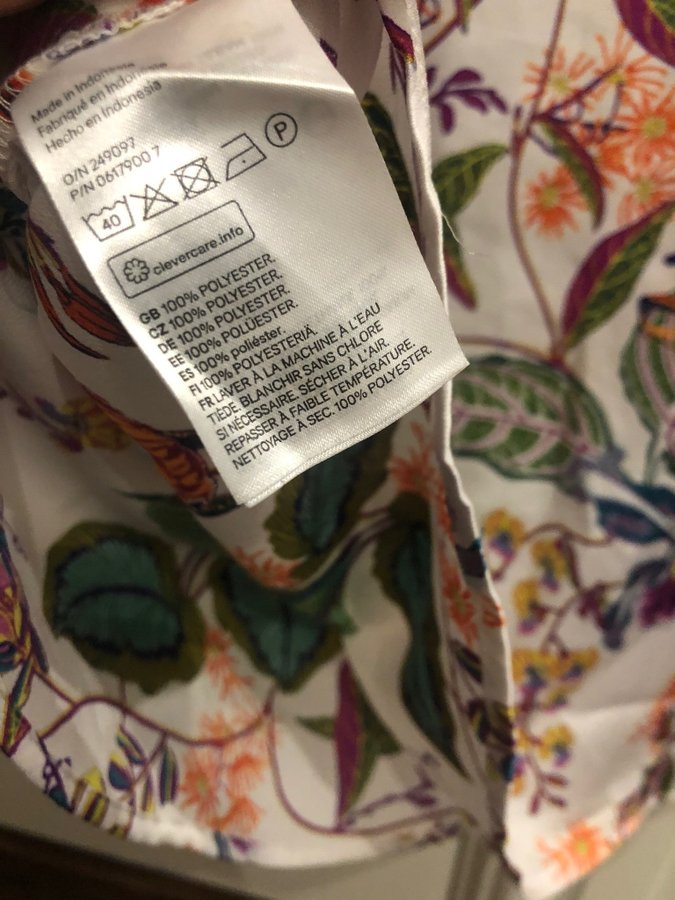 Made in Indonesia
Fabriqué en Indonésie
Hecho en Indonesia
O/N 249097
P/N 0617900 7
40
P
clevercare.info
GB 100% POLYESTER.
CZ 100% POLYESTER.
DE 100% POLYESTER.
EE 100% POLÜESTER.
ES 100% poliéster.
FI 100% POLYESTERIÁ.
FR LAVER À LA MACHINE À L'EAU
TIÈDE. BLANCHIR SANS CHLORE
SI NÉCESSAIRE. SÉCHER À L'AIR.
REPASSER À FAIBLE TEMPÉRATURE.
NETTOYAGE À SEC. 100% POLYESTER.